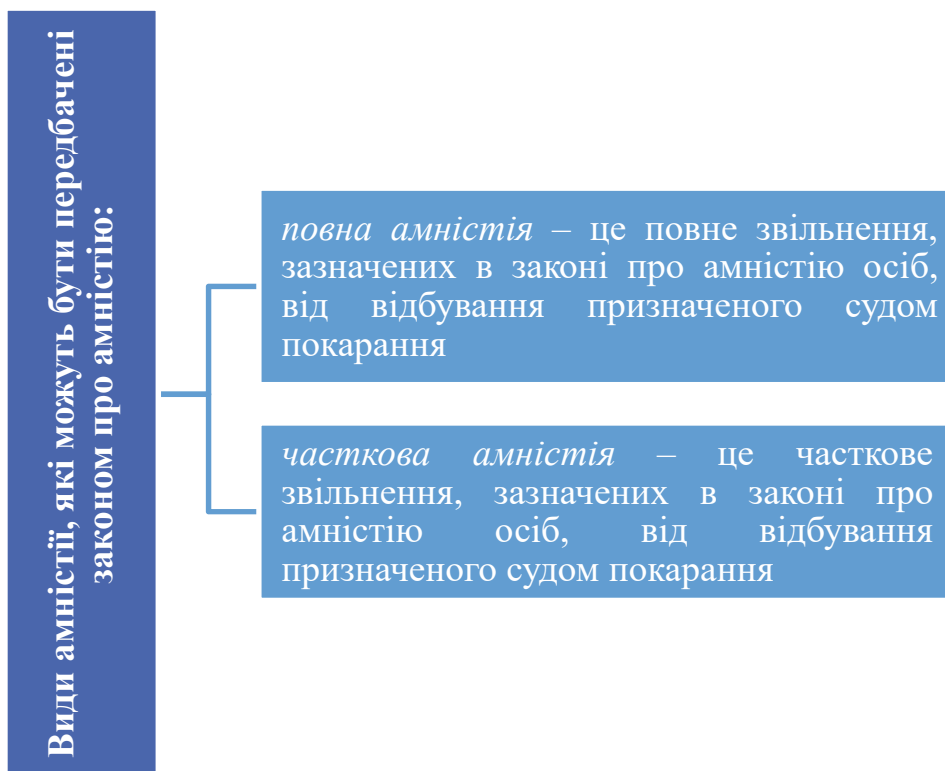 Види амністії, які можуть бути передбачені
законом про амністію:
повна амністія – це повне звільнення,
зазначених в законі про амністію осіб,
від відбування призначеного судом
покарання
часткова амністія – це часткове
звільнення, зазначених в законі про
амністію осіб, від відбування
призначеного судом покарання